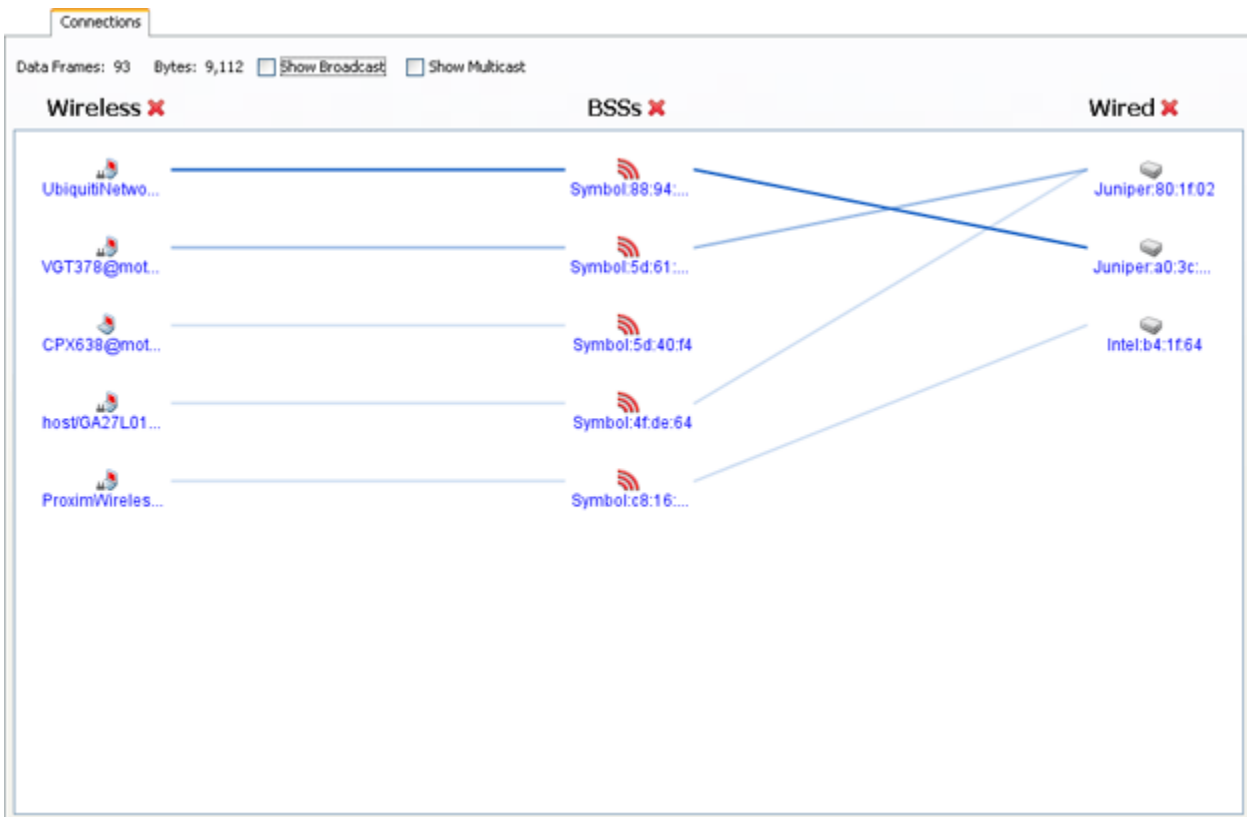 Connections
Data Frames: 93 Bytes: 9,112 Show Broadcast Show Multicast
Wireless BSSs Wired
UbiquitiNetwo... Symbol:88:94:... Juniper:80:1f:02
VGT378@mot... Symbol:5d:61:... Juniper:a0:3c:...
CPX638@mot... Symbol:5d:40:f4 Intel:b4:1f:64
host/GA27L01... Symbol:4f:de:64
ProximWireles... Symbol:c8:16:...